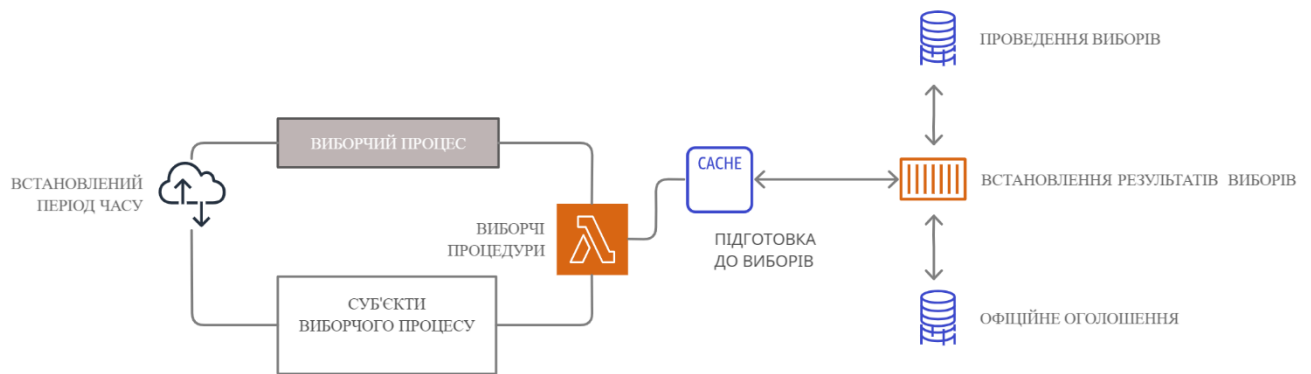 ПРОВЕДЕННЯ ВИБОРІВ
ВИБОРЧИЙ ПРОЦЕС
ВСТАНОВЛЕНИЙ
ПЕРІОД ЧАСУ
CACHE
ВСТАНОВЛЕННЯ РЕЗУЛЬТАТІВ ВИБОРІВ
ВИБОРЧІ
ПРОЦЕДУРИ
ПІДГОТОВКА
ДО ВИБОРІВ
СУБ'ЄКТИ
ВИБОРЧОГО ПРОЦЕСУ
ОФІЦІЙНЕ ОГОЛОШЕННЯ